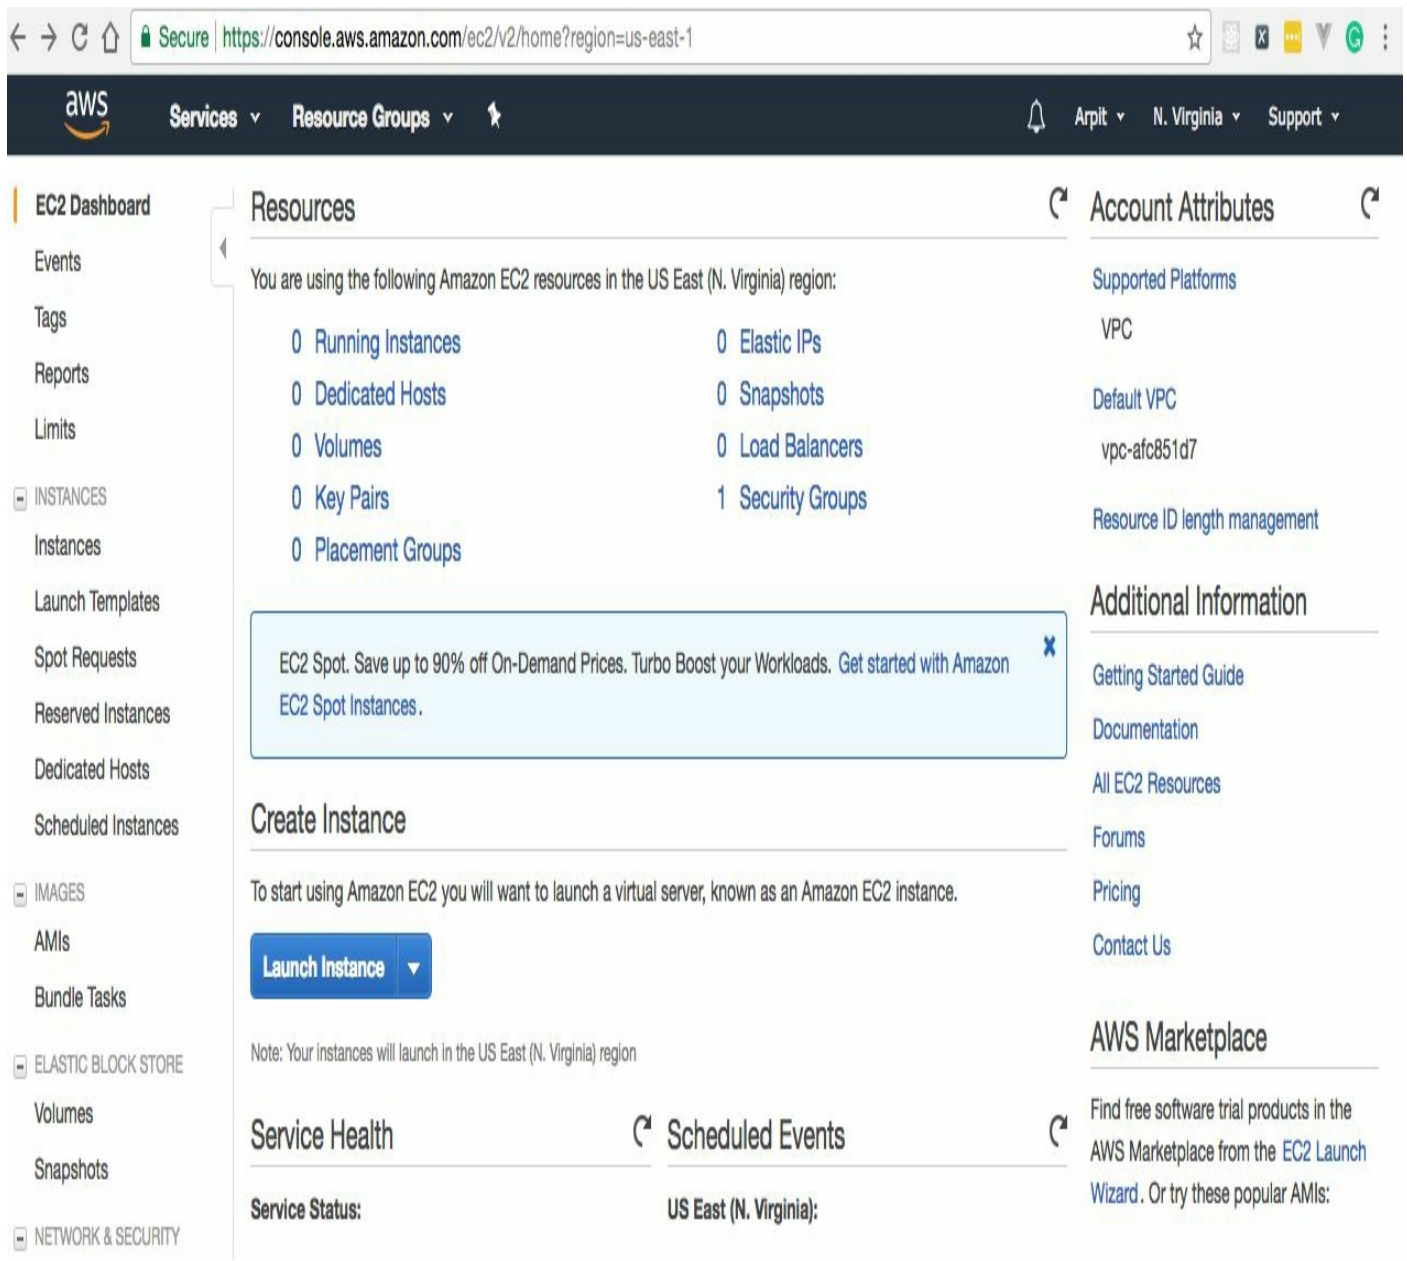 Secure https://console.aws.amazon.com/ec2/v2/home?region=us-east-1
aws Services Resource Groups Arpit N. Virginia Support
EC2 Dashboard
Events
Tags
Reports
Limits
INSTANCES
Instances
Launch Templates
Spot Requests
Reserved Instances
Dedicated Hosts
Scheduled Instances
IMAGES
AMIs
Bundle Tasks
ELASTIC BLOCK STORE
Volumes
Snapshots
NETWORK & SECURITY
Resources
You are using the following Amazon EC2 resources in the US East (N. Virginia) region:
0 Running Instances
0 Dedicated Hosts
0 Volumes
0 Key Pairs
0 Placement Groups
0 Elastic IPs
0 Snapshots
0 Load Balancers
1 Security Groups
EC2 Spot. Save up to 90% off On-Demand Prices. Turbo Boost your Workloads. Get started with Amazon
EC2 Spot Instances.
Create Instance
To start using Amazon EC2 you will want to launch a virtual server, known as an Amazon EC2 instance.
Launch Instance
Note: Your instances will launch in the US East (N. Virginia) region
Service Health
Service Status:
Scheduled Events
US East (N. Virginia):
Account Attributes
Supported Platforms
VPC
Default VPC
vpc-afc851d7
Resource ID length management
Additional Information
Getting Started Guide
Documentation
All EC2 Resources
Forums
Pricing
Contact Us
AWS Marketplace
Find free software trial products in the
AWS Marketplace from the EC2 Launch
Wizard. Or try these popular AMIs: